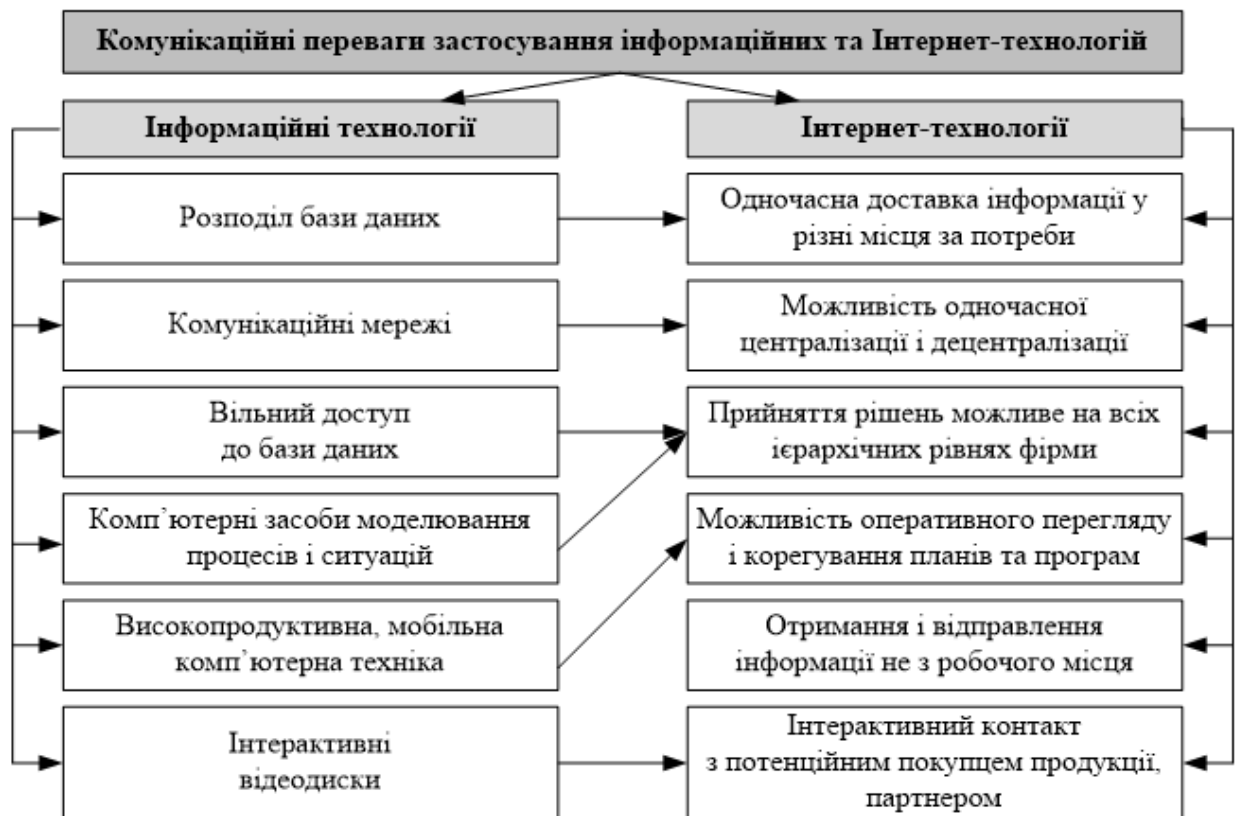 Комунікаційні переваги застосування інформаційних та Інтернет-технологій
Інформаційні технології
Інтернет-технології
Розподіл бази даних
Одночасна доставка інформації у
різні місця за потреби
Комунікаційні мережі
Можливість одночасної
централізації і децентралізації
Вільний доступ
до бази даних
Прийняття рішень можливе на всіх
ієрархічних рівнях фірми
Комп’ютерні засоби моделювання
процесів і ситуацій
Можливість оперативного перегляду
і корегування планів та програм
Високопродуктивна, мобільна
комп’ютерна техніка
Отримання і відправлення
інформації не з робочого місця
Інтерактивні
відеодиски
Інтерактивний контакт
з потенційним покупцем продукції,
партнером